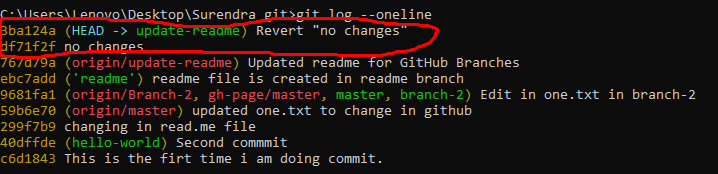 C:\Users\Lenovo\Desktop\Surendra git>git log --oneline
3ba124a (HEAD -> update-readme) Revert "no changes"
df71f2f no changes
767d79a (origin/update-readme) Updated readme for GitHub Branches
ebc7add ('readme') readme file is created in readme branch
9681fa1 (origin/Branch-2, gh-page/master, master, branch-2) Edit in one.txt in branch-2
59b6e70 (origin/master) updated one.txt to change in github
299f7b9 changing in read.me file
40dffde (hello-world) Second commmit
c6d1843 This is the firt time i am doing commit.